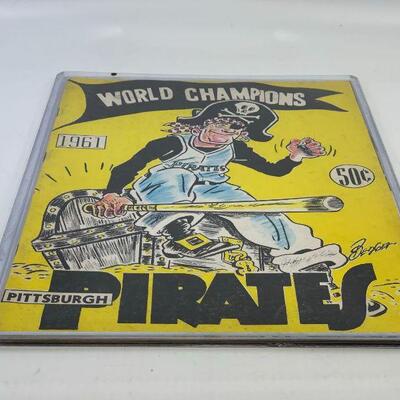 WORLD CHAMPIONS
1961
PIRATES
50¢
PITTSBURGH
PIRATES